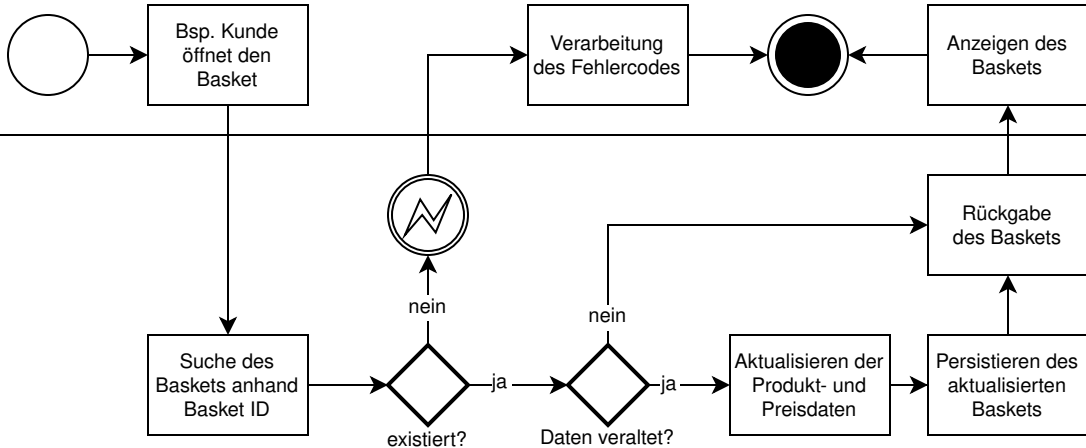 Bsp. Kunde
öffnet den
Basket
Verarbeitung
des Fehlercodes
Anzeigen des
Baskets
Rückgabe
des Baskets
nein
nein
Suche des
Baskets anhand
Basket ID
existiert?
ja
Daten veraltet?
ja
Aktualisieren der
Produkt- und
Preisdaten
Persistieren des
aktualisierten
Baskets